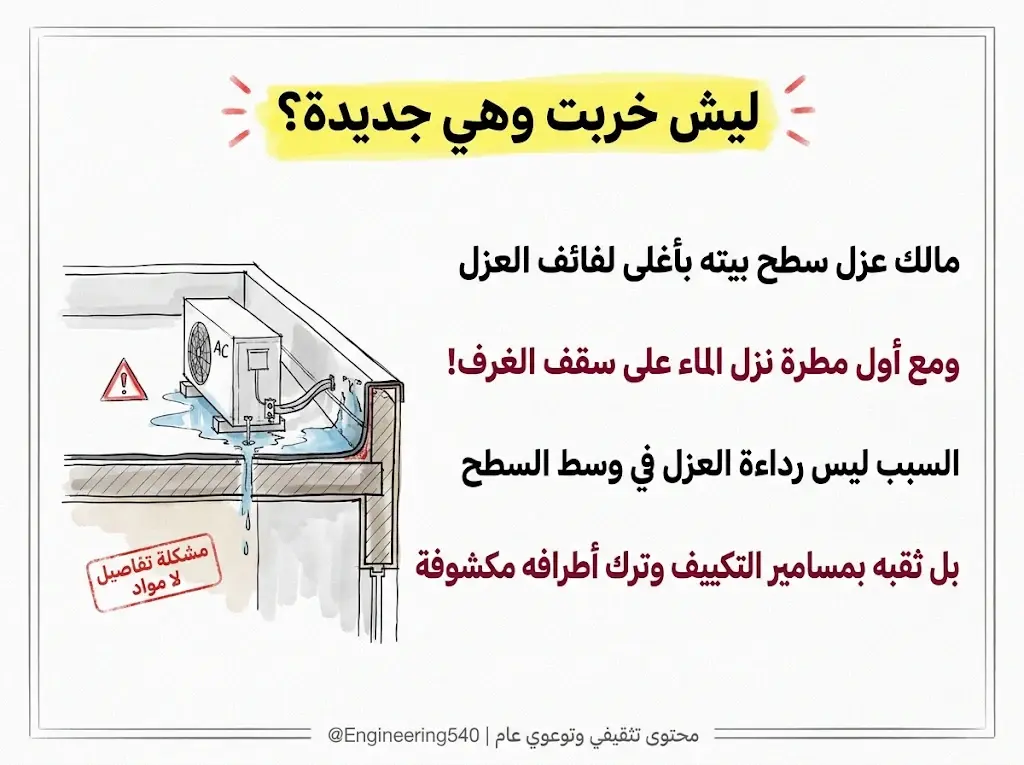 ليش خربت وهي جديدة؟
مالك عزل سطح بيته بأغلى لفائف العزل
ومع أول مطرة نزل الماء على سقف الغرف!
السبب ليس رداءة العزل في وسط السطح
بل ثقبه بمسامير التكييف وترك أطرافه مكشوفة
AC
!
مشكلة تفاصيل
لا مواد
محتوى تثقيفي وتوعوي عام | @Engineering540